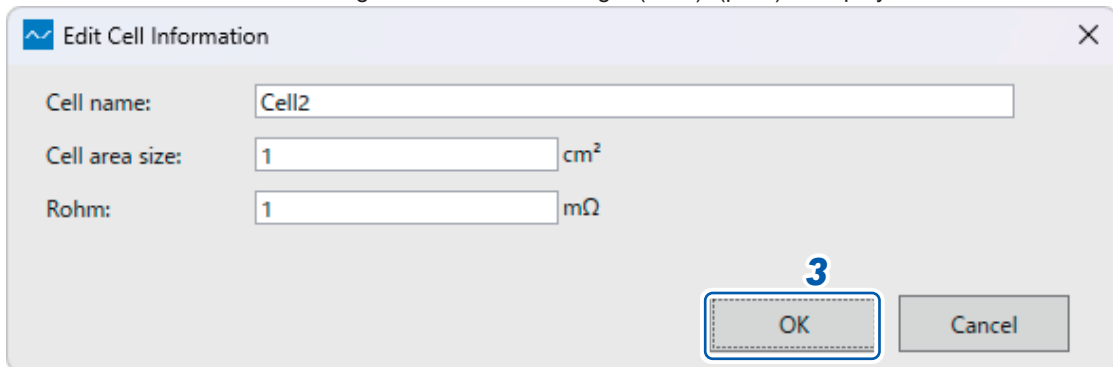 Edit Cell Information
Cell name: Cell2
Cell area size: 1 cm²
Rohm: 1 mΩ
3
OK Cancel